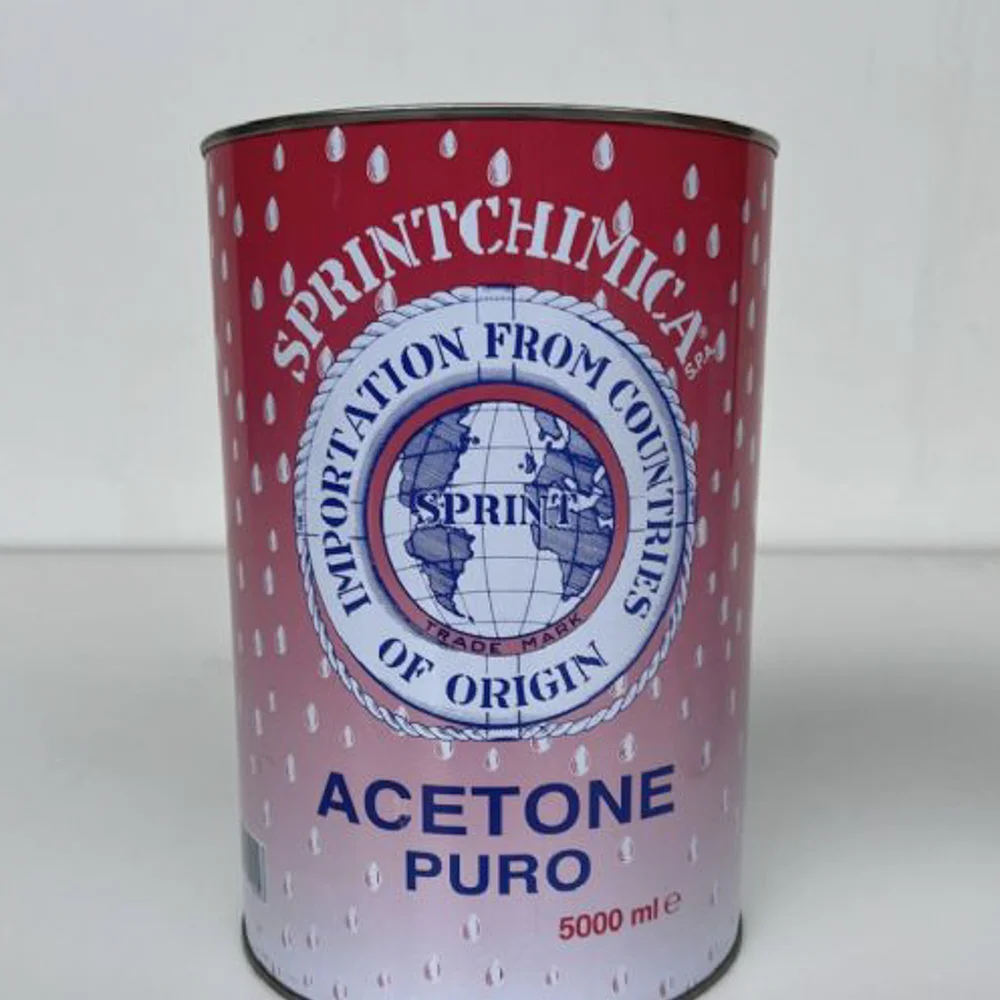 SPRINTCHIMICA® S.P.A.
IMPORTATION FROM COUNTRIES
OF ORIGIN
SPRINT
TRADE MARK
ACETONE
PURO
5000 ml ℮